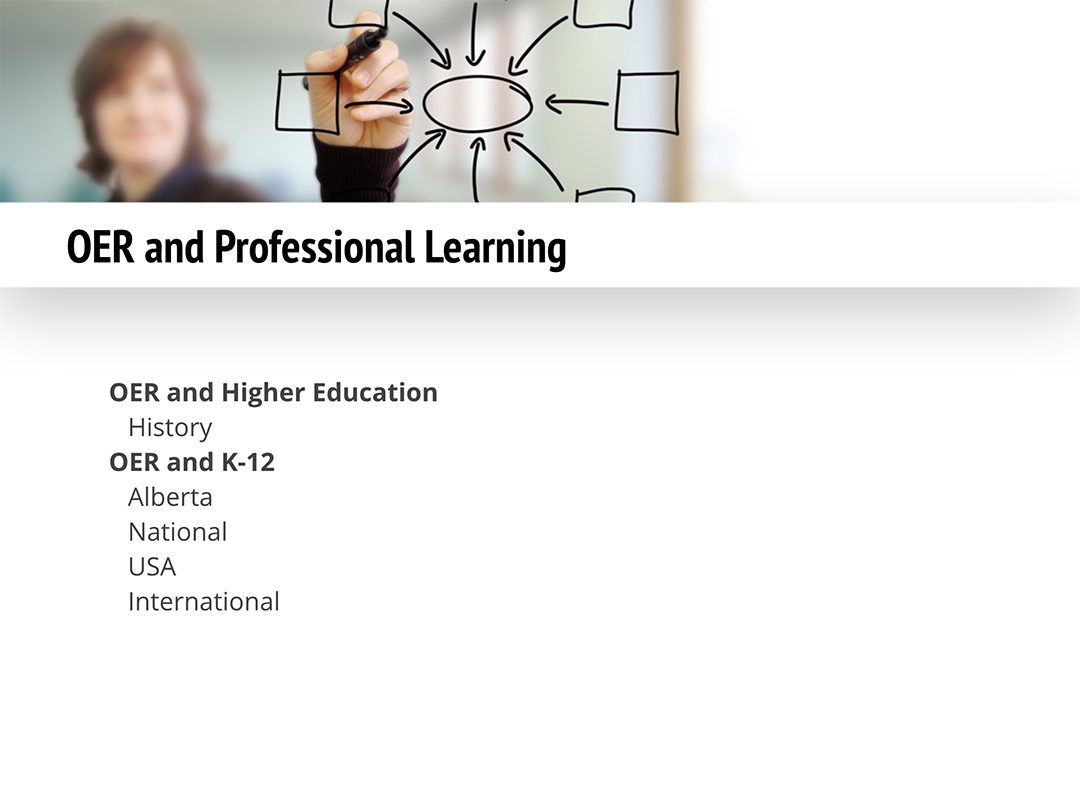 OER and Professional Learning
OER and Higher Education
History
OER and K-12
Alberta
National
USA
International